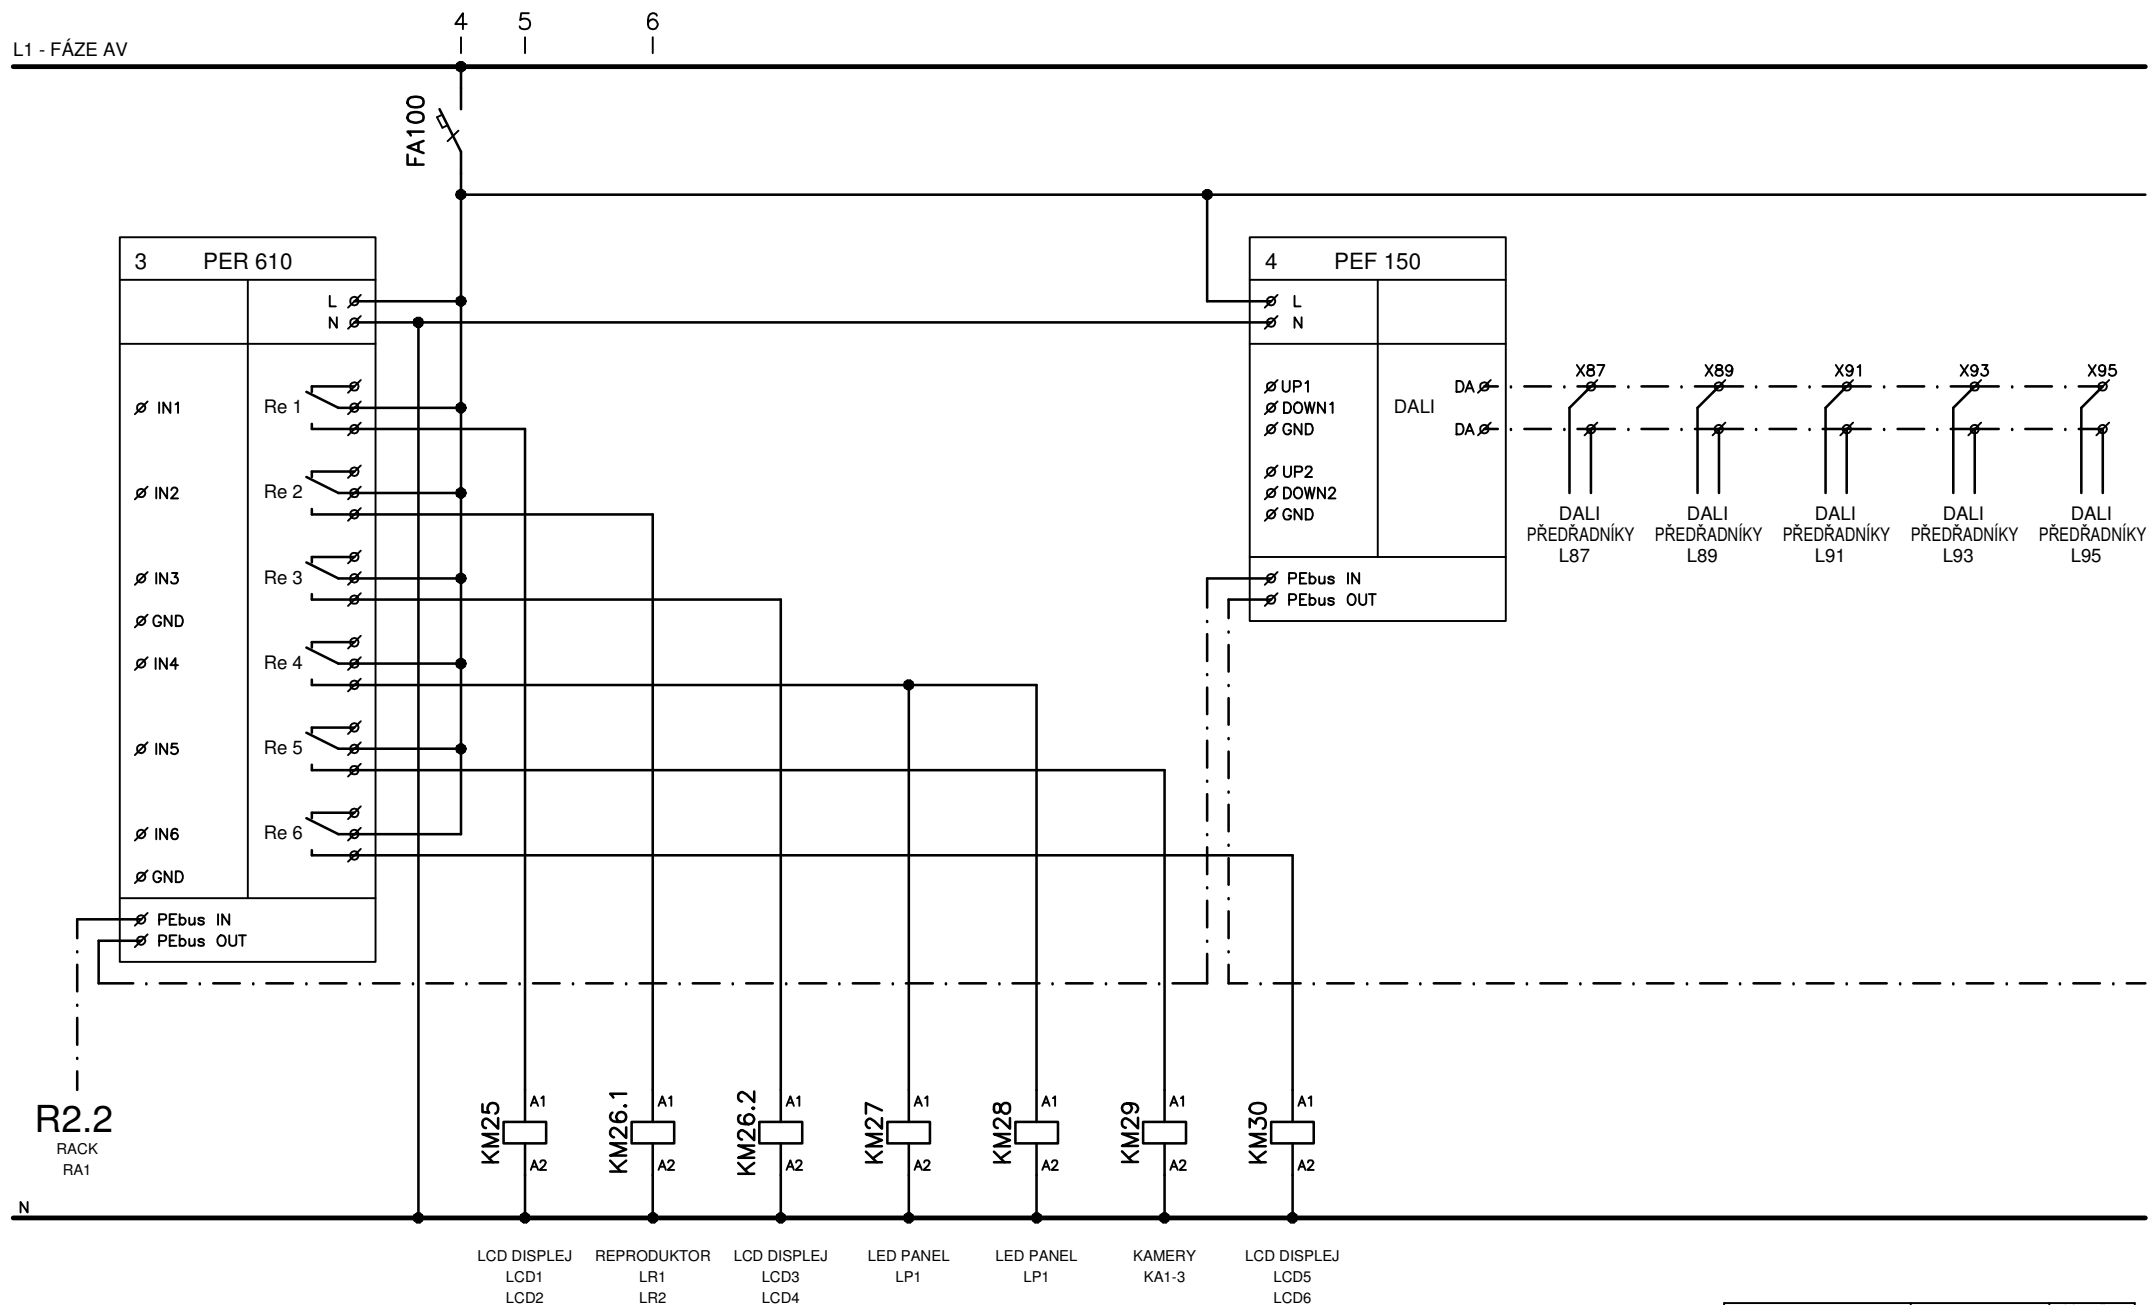 4 5 6
L1 - FÁZE AV
FA100
3 PER 610
L
N
IN1 Re 1
IN2 Re 2
IN3 Re 3
GND
IN4 Re 4
IN5 Re 5
IN6 Re 6
GND
PEbus IN
PEbus OUT
4 PEF 150
L
N
UP1
DOWN1
GND
UP2
DOWN2
GND
DALI
DA
DA
PEbus IN
PEbus OUT
X87 X89 X91 X93 X95
DALI DALI DALI DALI DALI
PŘEDŘADNÍKY PŘEDŘADNÍKY PŘEDŘADNÍKY PŘEDŘADNÍKY PŘEDŘADNÍKY
L87 L89 L91 L93 L95
R2.2
RACK
RA1
KM25 A1 A2
KM26.1 A1 A2
KM26.2 A1 A2
KM27 A1 A2
KM28 A1 A2
KM29 A1 A2
KM30 A1 A2
N
LCD DISPLEJ REPRODUKTOR LCD DISPLEJ LED PANEL LED PANEL KAMERY LCD DISPLEJ
LCD1 LR1 LCD3 LP1 LP1 KA1-3 LCD5
LCD2 LR2 LCD4 LCD6